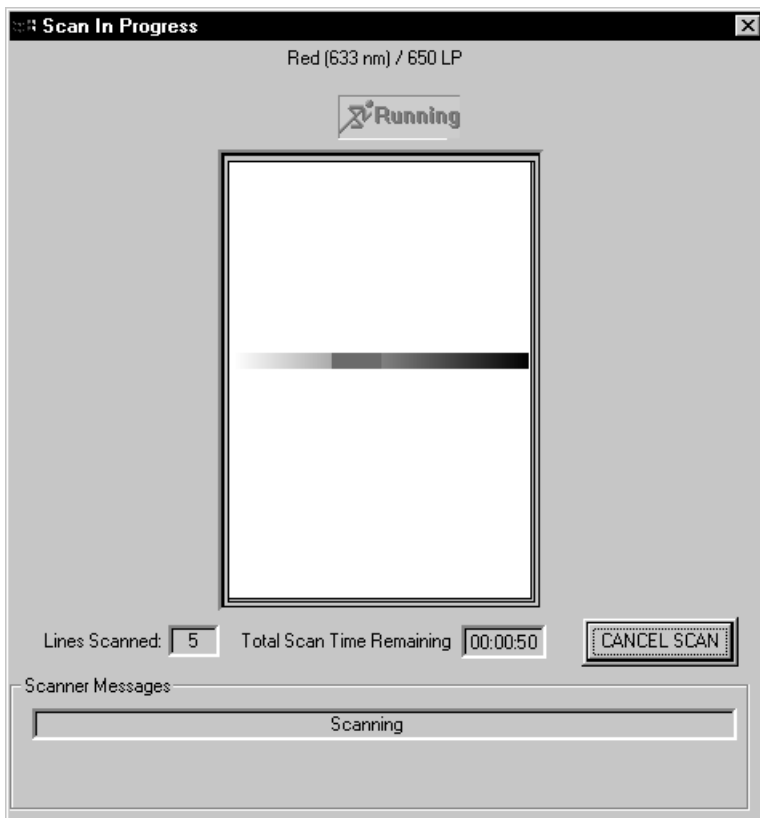 Scan In Progress
Red (633 nm) / 650 LP
Running
Lines Scanned: 5 Total Scan Time Remaining 00:00:50 CANCEL SCAN
Scanner Messages
Scanning